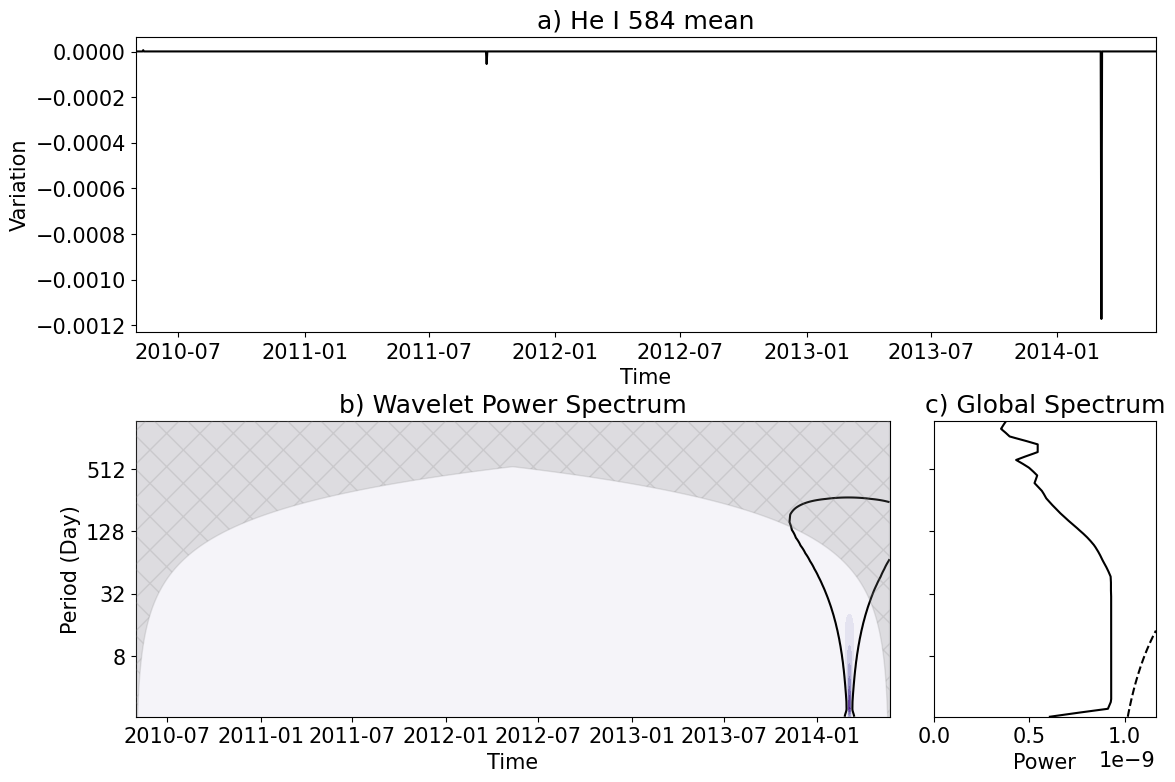 a) He I 584 mean
0.0000
−0.0002
−0.0004
−0.0006
−0.0008
−0.0010
−0.0012
Variation
2010-07 2011-01 2011-07 2012-01 2012-07 2013-01 2013-07 2014-01
Time
b) Wavelet Power Spectrum
512
128
32
8
Period (Day)
2010-07 2011-01 2011-07 2012-01 2012-07 2013-01 2013-07 2014-01
Time
c) Global Spectrum
0.0 0.5 1.0
Power 1e−9